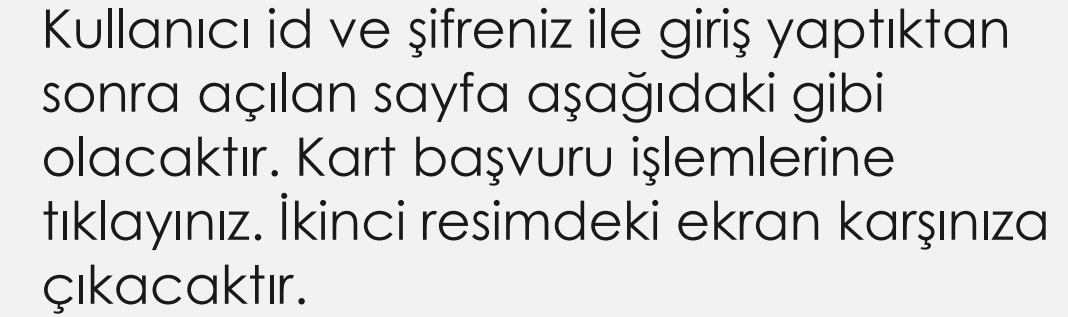 Kullanıcı id ve şifreniz ile giriş yaptıktan
sonra açılan sayfa aşağıdaki gibi
olacaktır. Kart başvuru işlemlerine
tıklayınız. İkinci resimdeki ekran karşınıza
çıkacaktır.